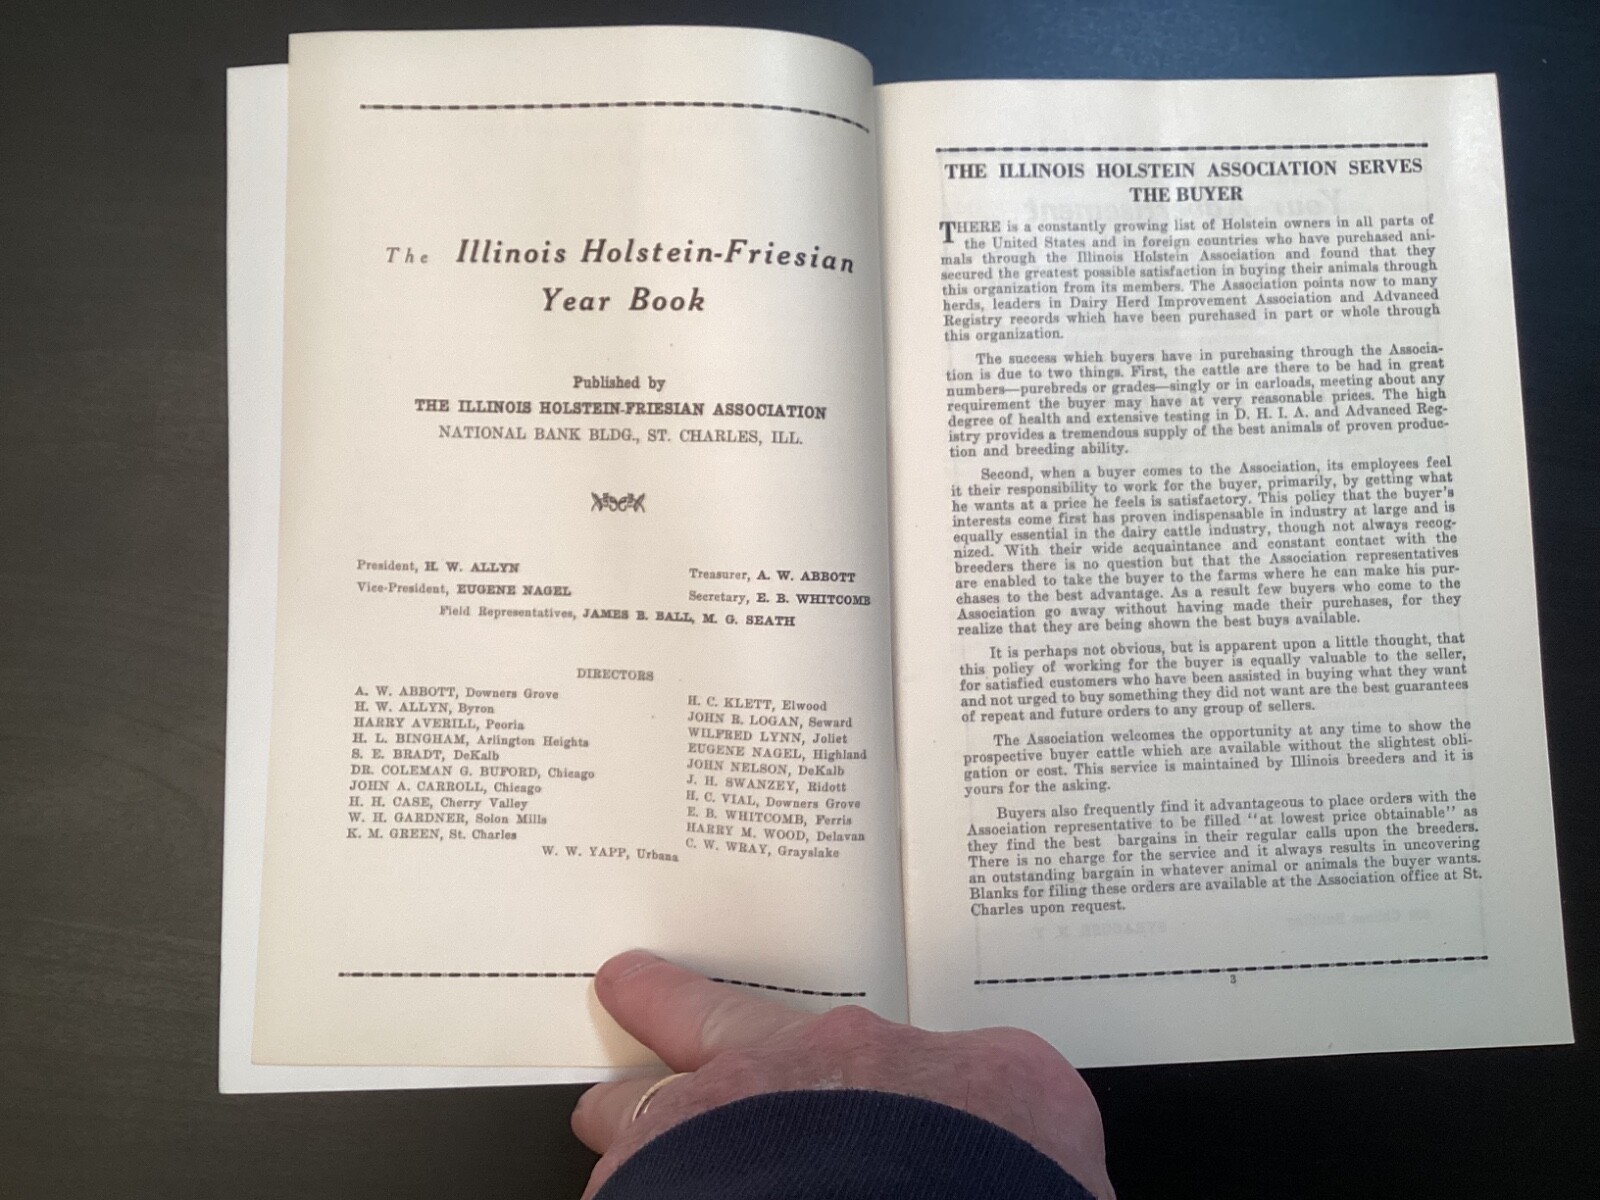 The Illinois Holstein-Friesian
Year Book
Published by
THE ILLINOIS HOLSTEIN-FRIESIAN ASSOCIATION
NATIONAL BANK BLDG., ST. CHARLES, ILL.
President, H. W. ALLYN
Vice-President, EUGENE NAGEL
Treasurer, A. W. ABBOTT
Secretary, E. B. WHITCOMB
Field Representatives, JAMES B. BALL, M. G. SEATH
DIRECTORS
A. W. ABBOTT, Downers Grove
H. W. ALLYN, Byron
HARRY AVERILL, Peoria
H. L. BINGHAM, Arlington Heights
S. E. BRADT, DeKalb
DR. COLEMAN G. BUFORD, Chicago
JOHN A. CARROLL, Chicago
H. H. CASE, Cherry Valley
W. H. GARDNER, Solon Mills
K. M. GREEN, St. Charles
H. C. KLETT, Elwood
JOHN R. LOGAN, Seward
WILFRED LYNN, Joliet
EUGENE NAGEL, Highland
JOHN NELSON, DeKalb
J. H. SWANZEY, Ridott
H. C. VIAL, Downers Grove
E. B. WHITCOMB, Ferris
HARRY M. WOOD, Delavan
C. W. WRAY, Grayslake
W. W. YAPP, Urbana
THE ILLINOIS HOLSTEIN ASSOCIATION SERVES
THE BUYER
THERE is a constantly growing list of Holstein owners in all parts of
the United States and in foreign countries who have purchased ani-
mals through the Illinois Holstein Association and found that they
secured the greatest possible satisfaction in buying their animals through
this organization from its members. The Association points now to many
herds, leaders in Dairy Herd Improvement Association and Advanced
Registry records which have been purchased in part or whole through
this organization.
The success which buyers have in purchasing through the Associa-
tion is due to two things. First, the cattle are there to be had in great
numbers—purebreds or grades—singly or in carloads, meeting about any
requirement the buyer may have at very reasonable prices. The high
degree of health and extensive testing in D. H. I. A. and Advanced Reg-
istry provides a tremendous supply of the best animals of proven produc-
tion and breeding ability.
Second, when a buyer comes to the Association, its employees feel
it their responsibility to work for the buyer, primarily, by getting what
he wants at a price he feels is satisfactory. This policy that the buyer's
interests come first has proven indispensable in industry at large and is
equally essential in the dairy cattle industry, though not always recog-
nized. With their wide acquaintance and constant contact with the
breeders there is no question but that the Association representatives
are enabled to take the buyer to the farms where he can make his pur-
chases to the best advantage. As a result few buyers who come to the
Association go away without having made their purchases, for they
realize that they are being shown the best buys available.
It is perhaps not obvious, but is apparent upon a little thought, that
this policy of working for the buyer is equally valuable to the seller,
for satisfied customers who have been assisted in buying what they want
and not urged to buy something they did not want are the best guarantees
of repeat and future orders to any group of sellers.
The Association welcomes the opportunity at any time to show the
prospective buyer cattle which are available without the slightest obli-
gation or cost. This service is maintained by Illinois breeders and it is
yours for the asking.
Buyers also frequently find it advantageous to place orders with the
Association representative to be filled "at lowest price obtainable" as
they find the best bargains in their regular calls upon the breeders.
There is no charge for the service and it always results in uncovering
an outstanding bargain in whatever animal or animals the buyer wants.
Blanks for filing these orders are available at the Association office at St.
Charles upon request.
3